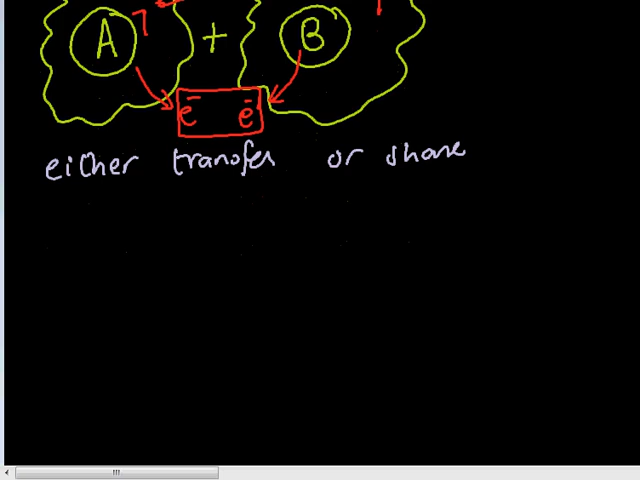 A + B
e⁻ e⁻
either transfer or share